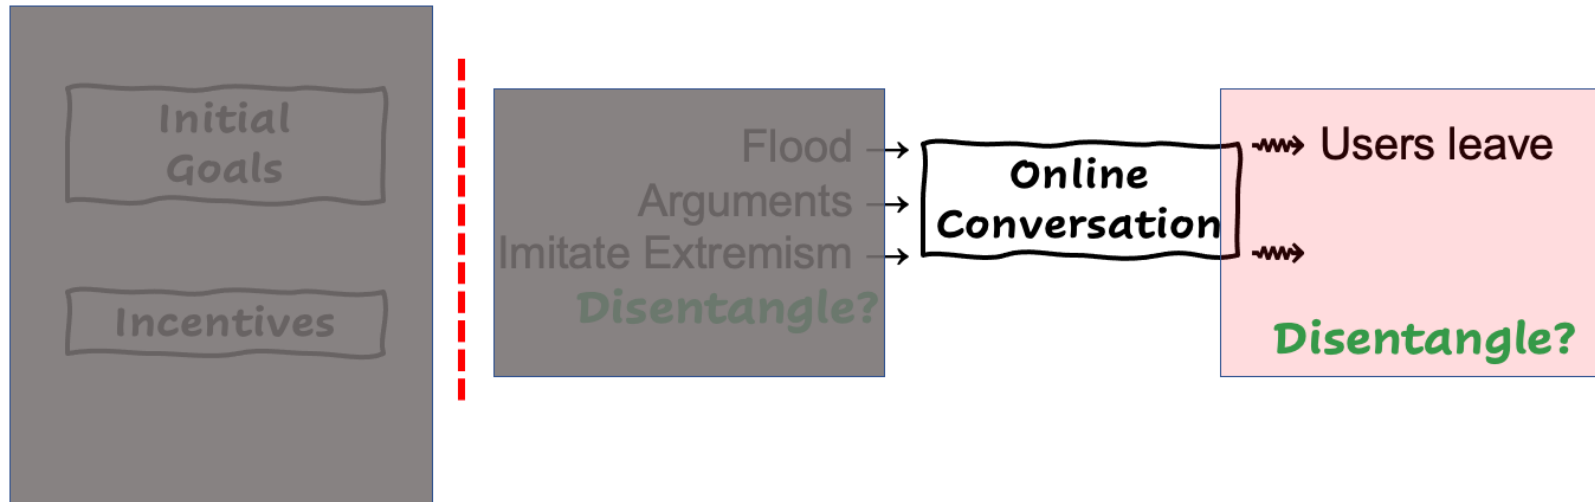 Initial
Goals
Incentives
Flood
Arguments
Imitate Extremism
Disentangle?
Online
Conversation
Users leave
Disentangle?